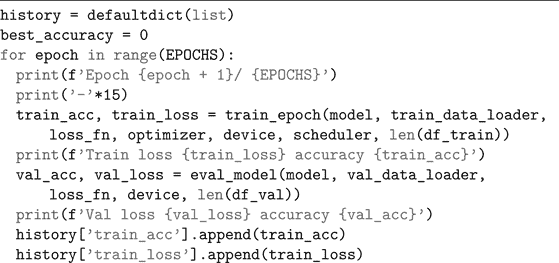 history = defaultdict(list)
best_accuracy = 0
for epoch in range(EPOCHS):
  print(f'Epoch {epoch + 1}/ {EPOCHS}')
  print('-'*15)
  train_acc, train_loss = train_epoch(model, train_data_loader,
      loss_fn, optimizer, device, scheduler, len(df_train))
  print(f'Train loss {train_loss} accuracy {train_acc}')
  val_acc, val_loss = eval_model(model, val_data_loader,
      loss_fn, device, len(df_val))
  print(f'Val loss {val_loss} accuracy {val_acc}')
  history['train_acc'].append(train_acc)
  history['train_loss'].append(train_loss)